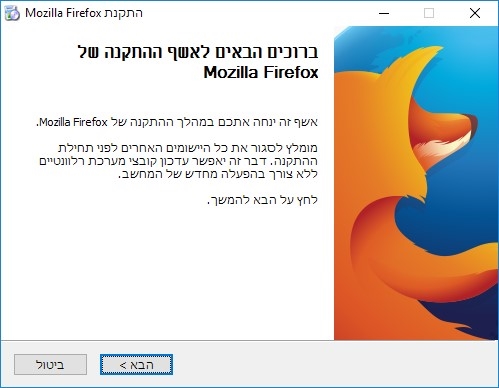 התקנת Mozilla Firefox
ברוכים הבאים לאשף ההתקנה של
Mozilla Firefox
אשף זה ינחה אתכם במהלך ההתקנה של Mozilla Firefox.
מומלץ לסגור את כל היישומים האחרים לפני תחילת
ההתקנה. דבר זה יאפשר עדכון קובצי מערכת רלוונטיים
ללא צורך בהפעלה מחדש של המחשב.
לחץ על הבא להמשך.
הבא >
ביטול